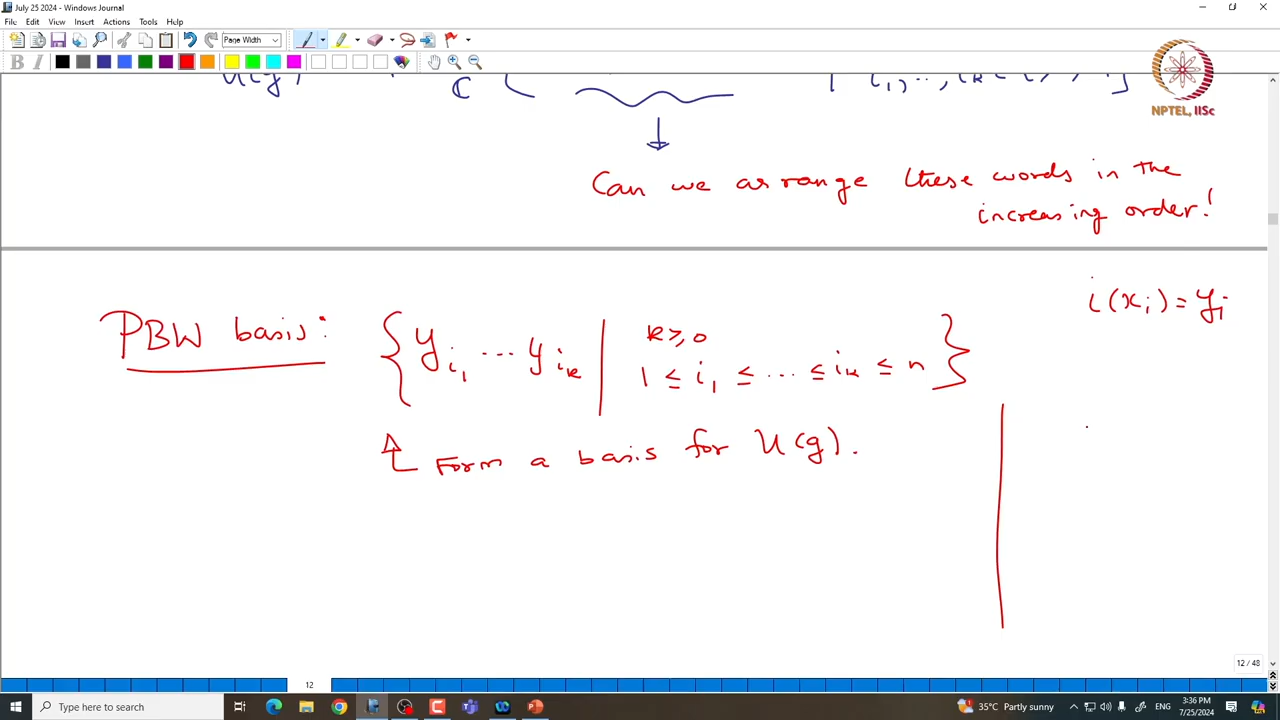 July 25 2024 - Windows Journal
File Edit View Insert Actions Tools Help
Page Width
B I
NPTEL, IISc
U(g)
ℂ
Can we arrange these words in the
increasing order!
i(x_i) = y_i
PBW basis: { y_{i_1} ... y_{i_k} | k ≥ 0
1 ≤ i_1 ≤ ... ≤ i_k ≤ n }
Form a basis for U(g).
12 / 48
12
Type here to search
35°C Partly sunny
3:36 PM
7/25/2024